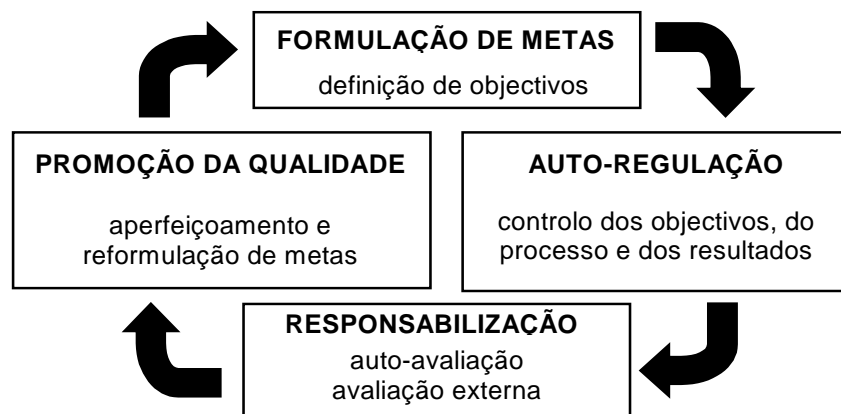 FORMULAÇÃO DE METAS
definição de objectivos
PROMOÇÃO DA QUALIDADE
aperfeiçoamento e
reformulação de metas
AUTO-REGULAÇÃO
controlo dos objectivos, do
processo e dos resultados
RESPONSABILIZAÇÃO
auto-avaliação
avaliação externa